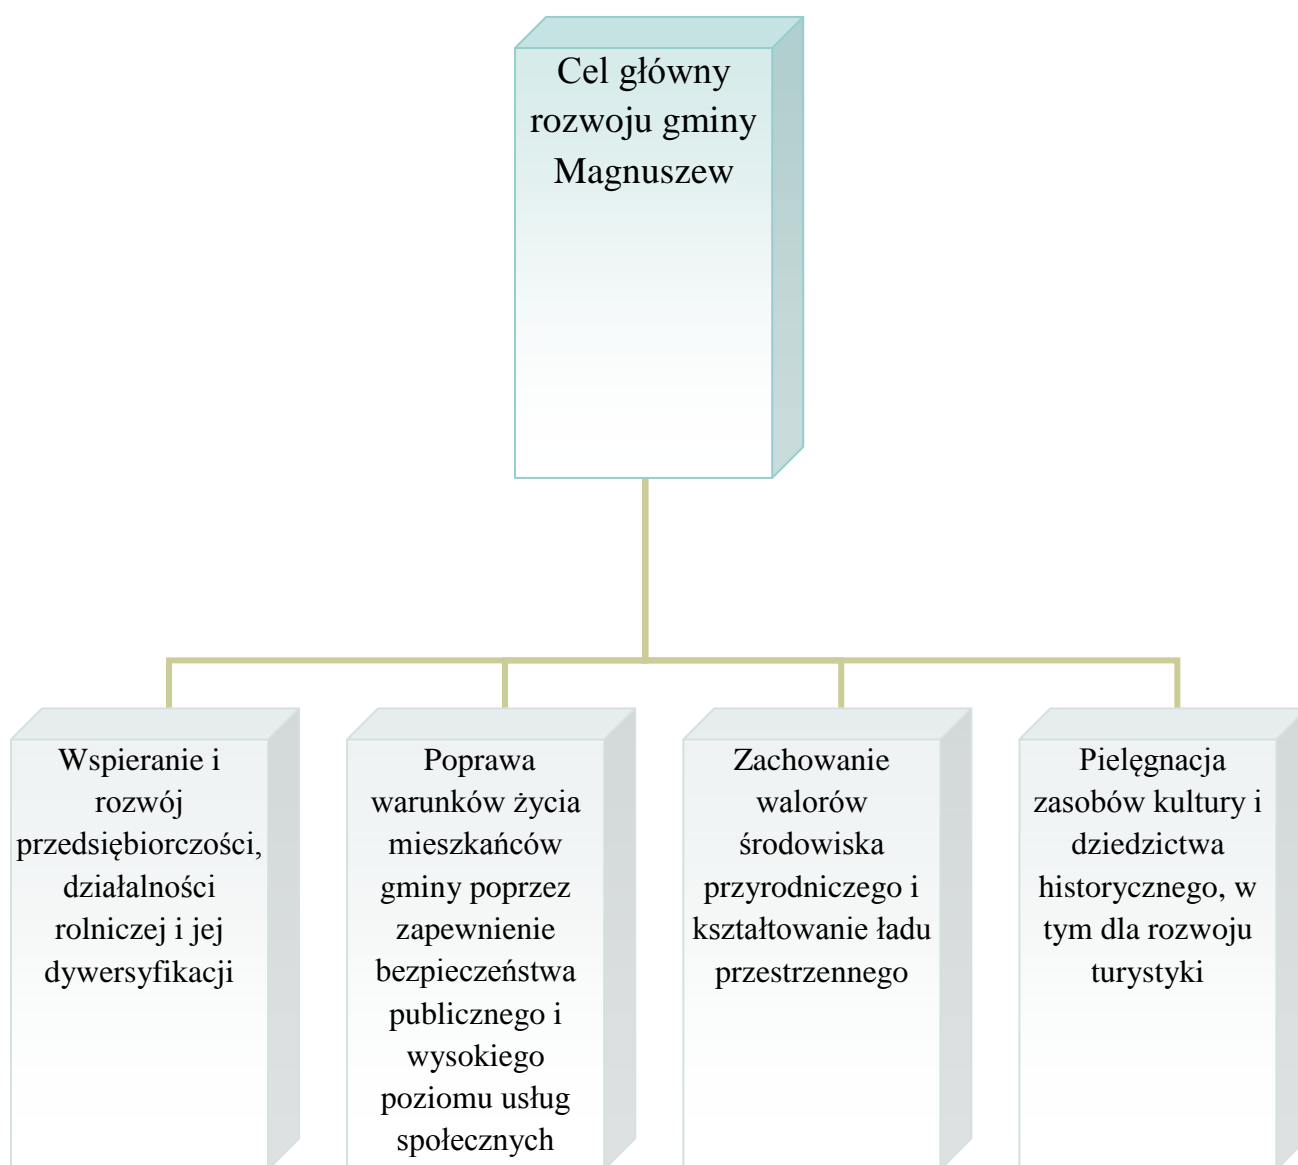 Cel główny
rozwoju gminy
Magnuszew
Wspieranie i
rozwój
przedsiębiorczości,
działalności
rolniczej i jej
dywersyfikacji
Poprawa
warunków życia
mieszkańców
gminy poprzez
zapewnienie
bezpieczeństwa
publicznego i
wysokiego
poziomu usług
społecznych
Zachowanie
walorów
środowiska
przyrodniczego i
kształtowanie ładu
przestrzennego
Pielęgnacja
zasobów kultury i
dziedzictwa
historycznego, w
tym dla rozwoju
turystyki